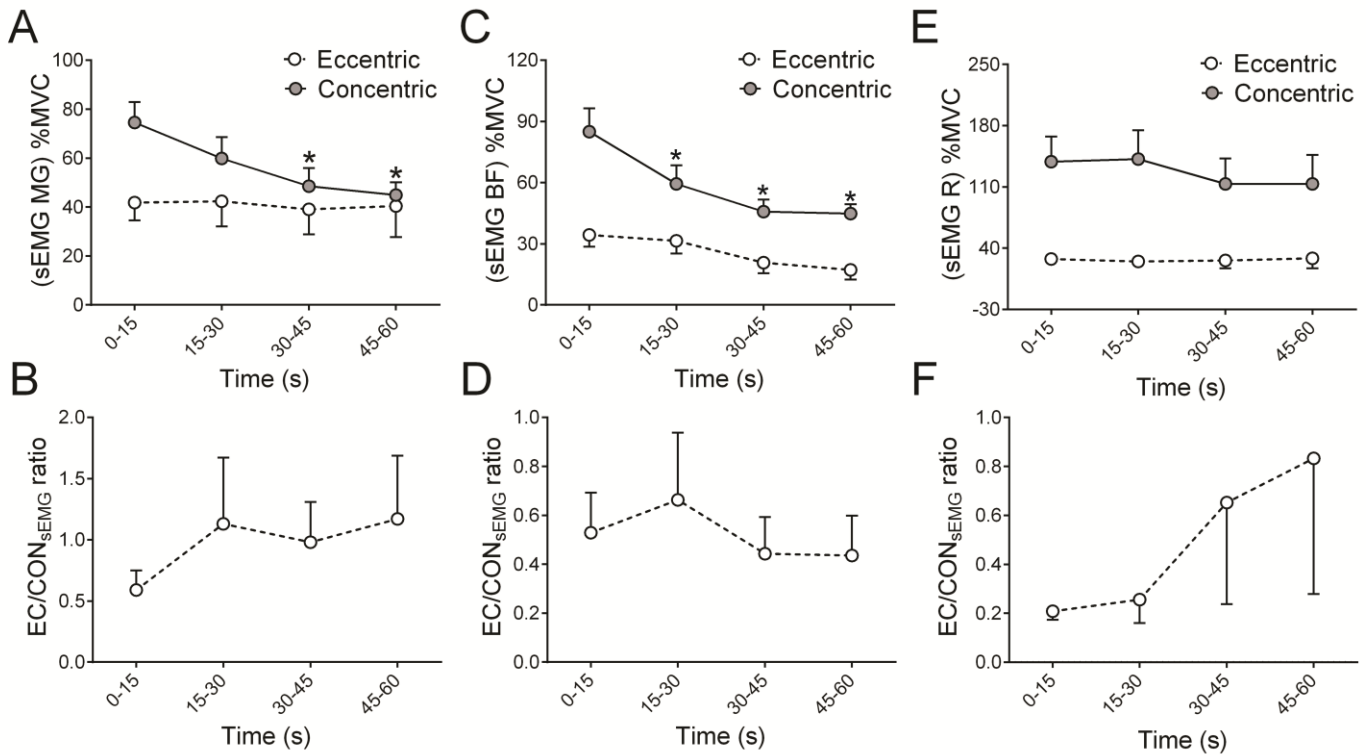 A
(sEMG MG) %MVC
100
80
60
40
20
0
Eccentric
Concentric
*
*
0-15
15-30
30-45
45-60
Time (s)
C
(sEMG BF) %MVC
120
90
60
30
0
Eccentric
Concentric
*
*
*
0-15
15-30
30-45
45-60
Time (s)
E
(sEMG R) %MVC
250
180
110
40
-30
Eccentric
Concentric
0-15
15-30
30-45
45-60
Time (s)
B
EC/CONsEMG ratio
2.0
1.5
1.0
0.5
0.0
0-15
15-30
30-45
45-60
Time (s)
D
EC/CONsEMG ratio
1.0
0.8
0.6
0.4
0.2
0.0
0-15
15-30
30-45
45-60
Time (s)
F
EC/CONsEMG ratio
1.0
0.8
0.6
0.4
0.2
0.0
0-15
15-30
30-45
45-60
Time (s)